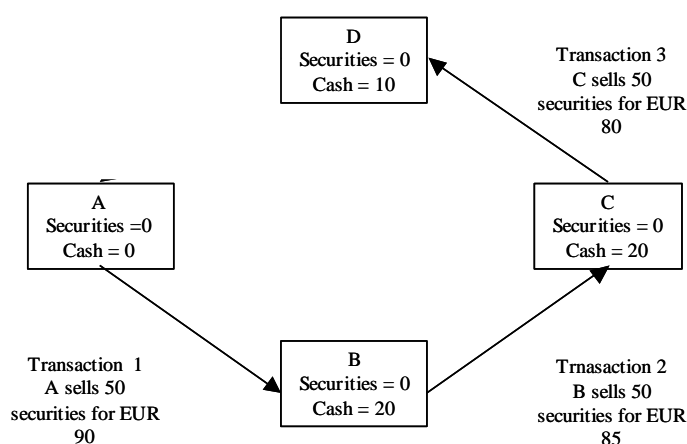 D
Securities = 0
Cash = 10
Transaction 3
C sells 50
securities for EUR
80
A
Securities =0
Cash = 0
C
Securities = 0
Cash = 20
B
Securities = 0
Cash = 20
Transaction 1
A sells 50
securities for EUR
90
Trnasaction 2
B sells 50
securities for EUR
85